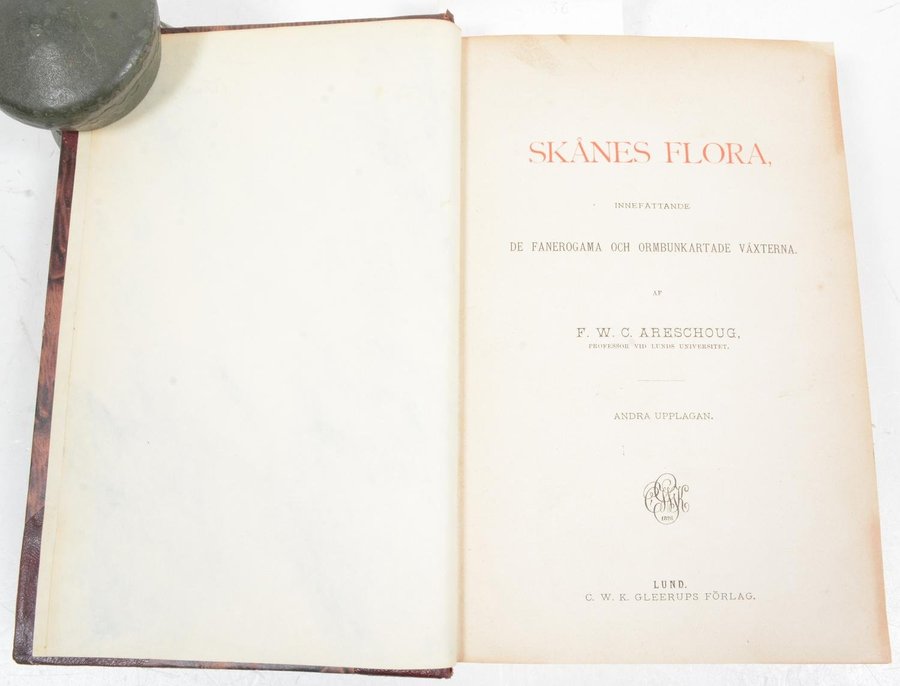 SKÅNES FLORA,
INNEFATTANDE
DE FANEROGAMA OCH ORMBUNKARTADE VÄXTERNA.
AF
F. W. C. ARESCHOUG,
PROFESSOR VID LUNDS UNIVERSITET.
ANDRA UPPLAGAN.
LUND.
C. W. K. GLEERUPS FÖRLAG.